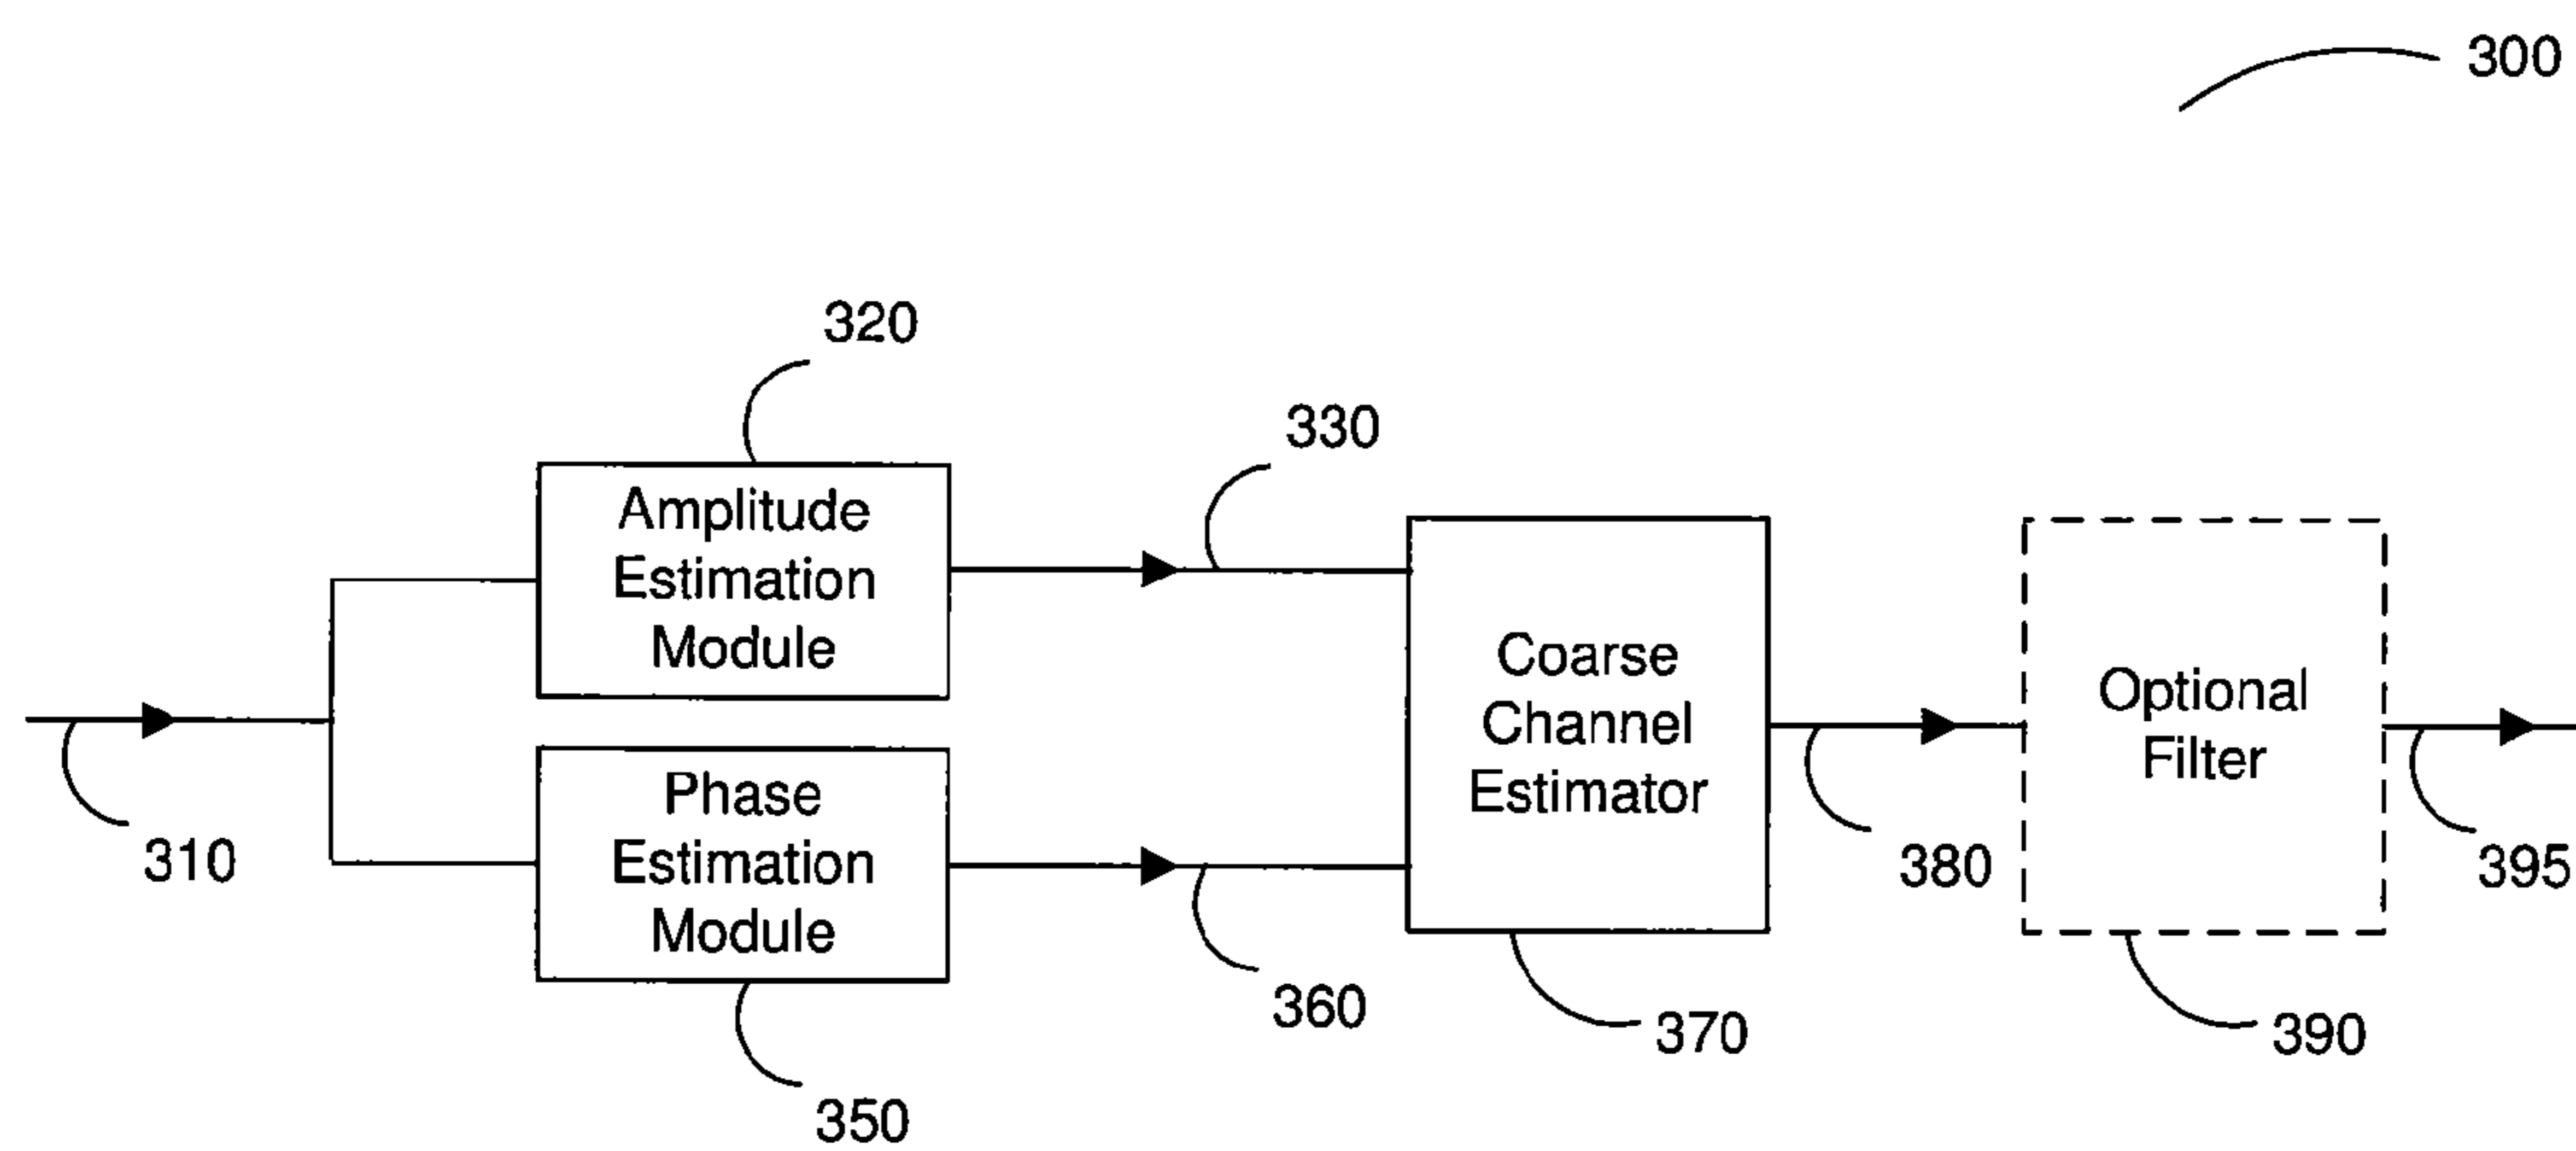 300
320
330
Amplitude
Estimation
Module
Coarse
Channel
Estimator
Optional
Filter
310
Phase
Estimation
Module
380
395
360
370
390
350